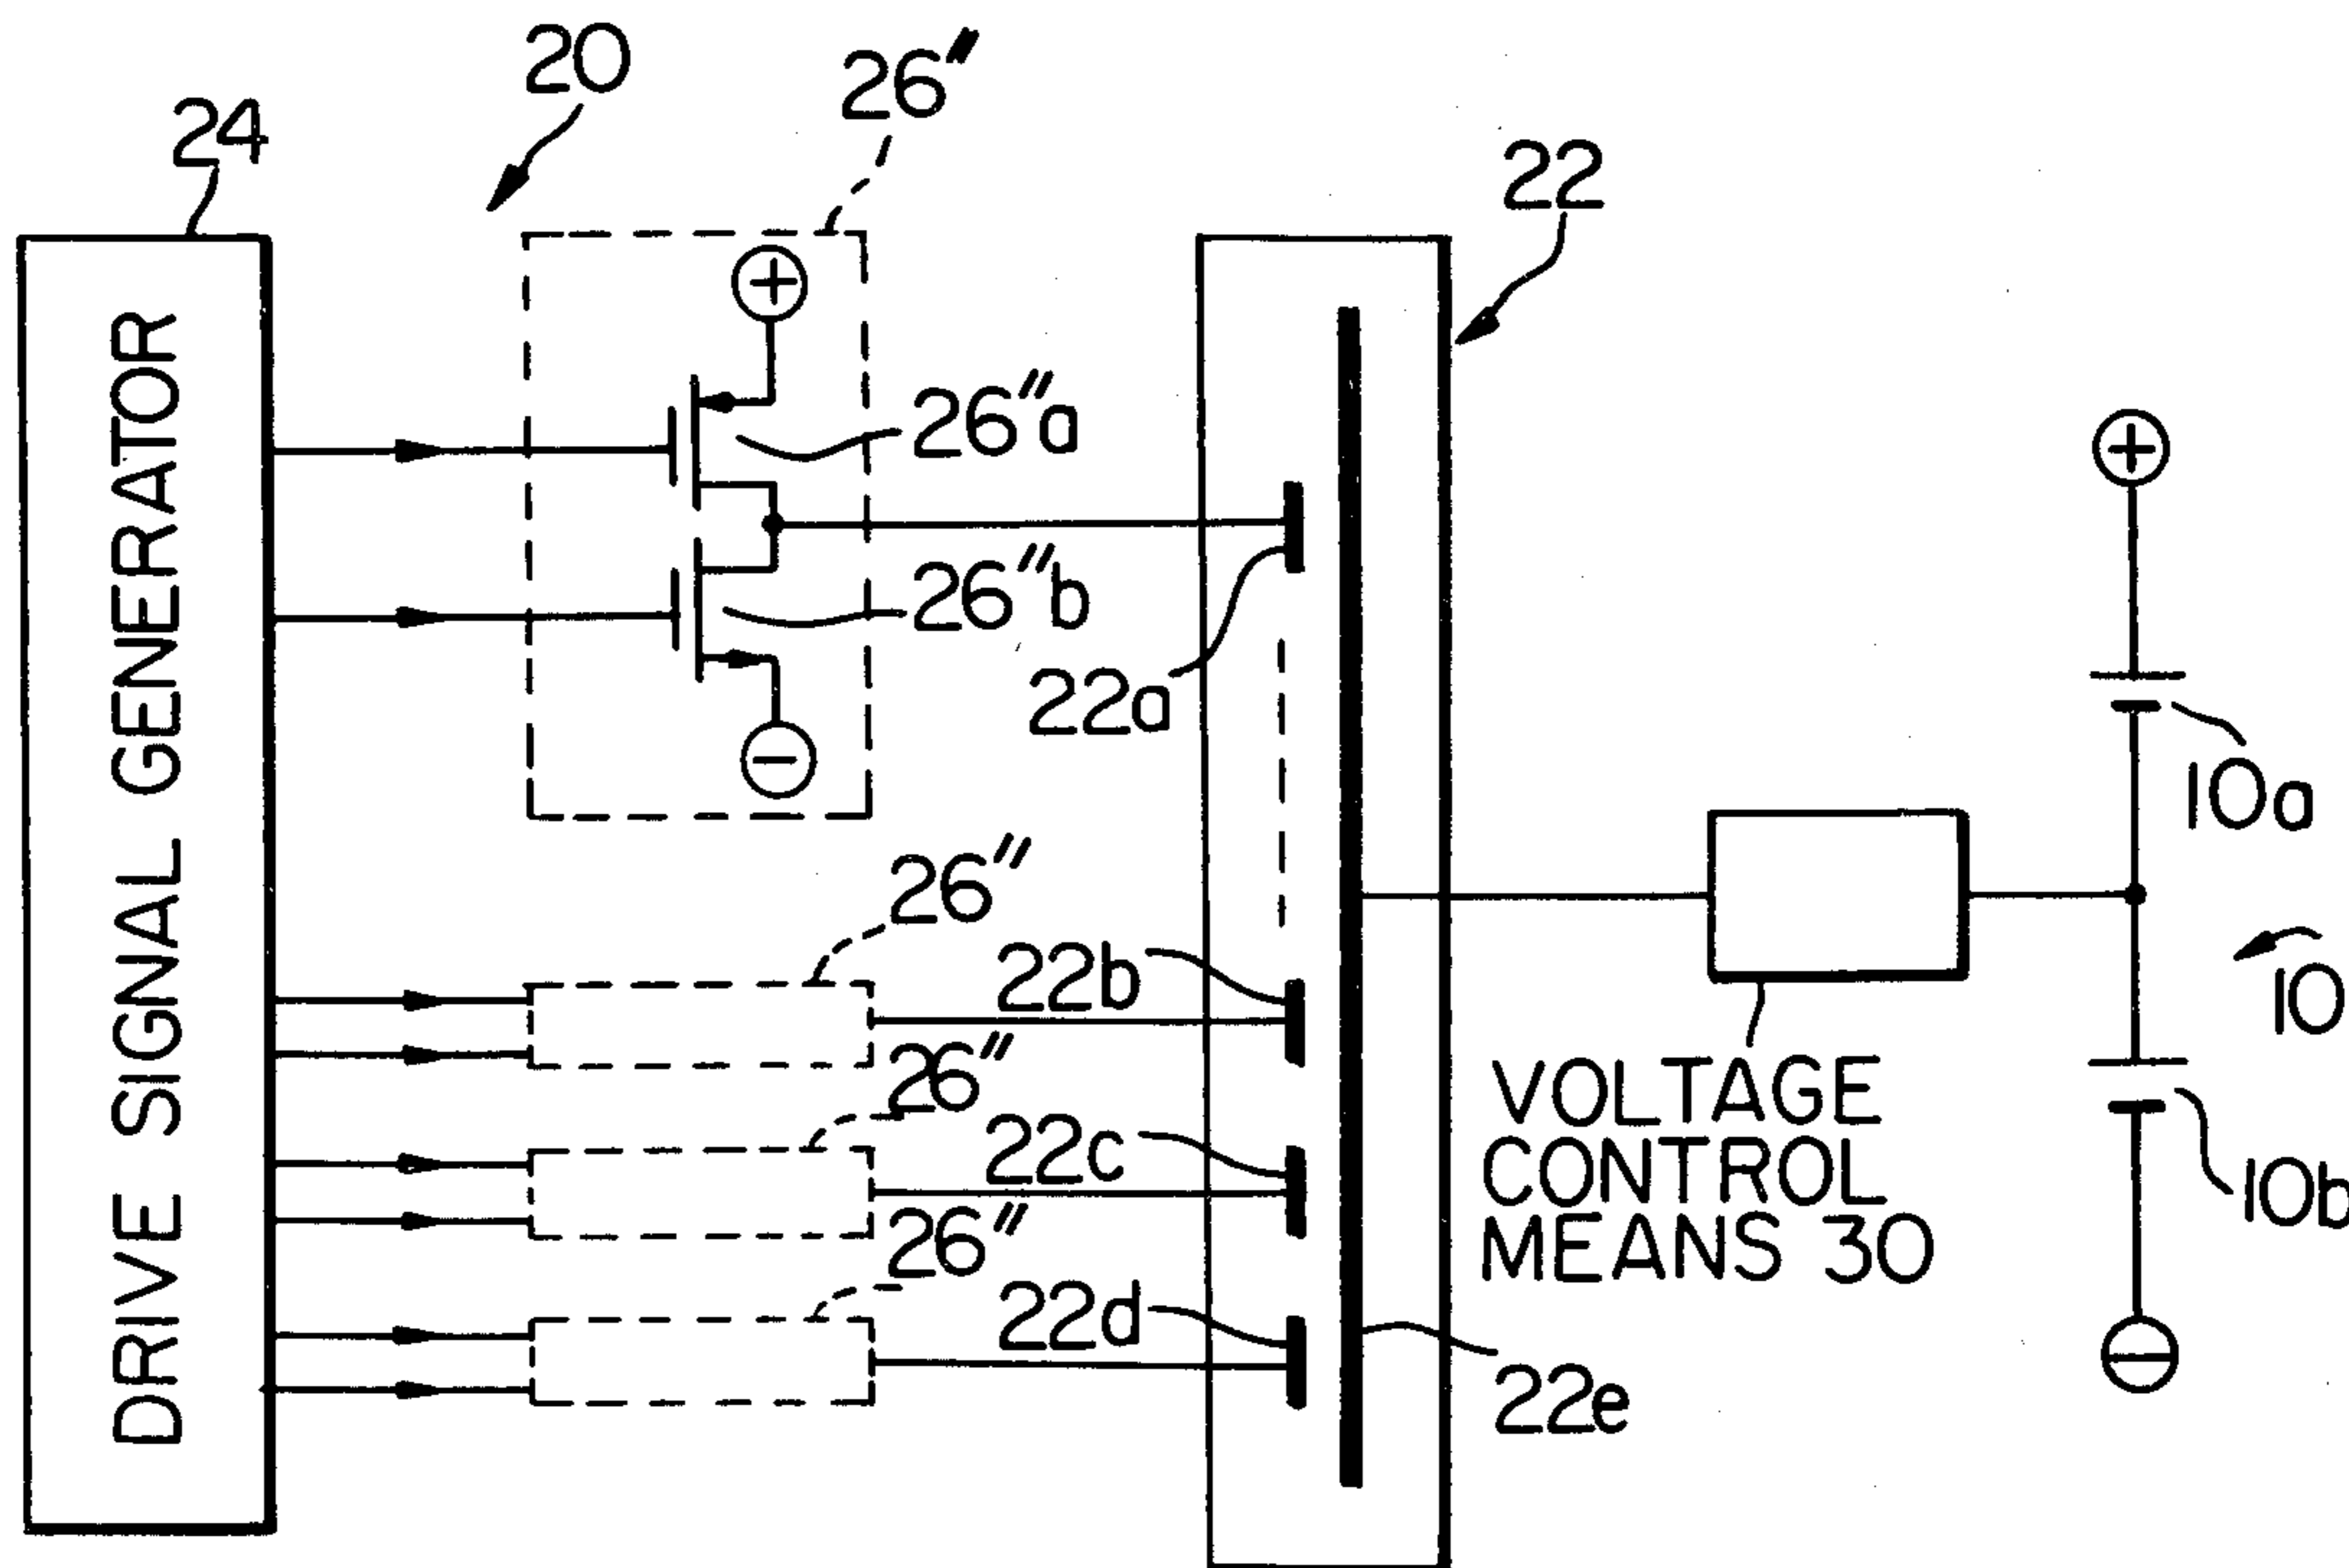 20
26″
24
22
DRIVE SIGNAL GENERATOR
+
26″a
+
26″b
22a
−
10a
26″
22b
10
26″
VOLTAGE
CONTROL
MEANS 30
22c
10b
26″
22d
22e
−